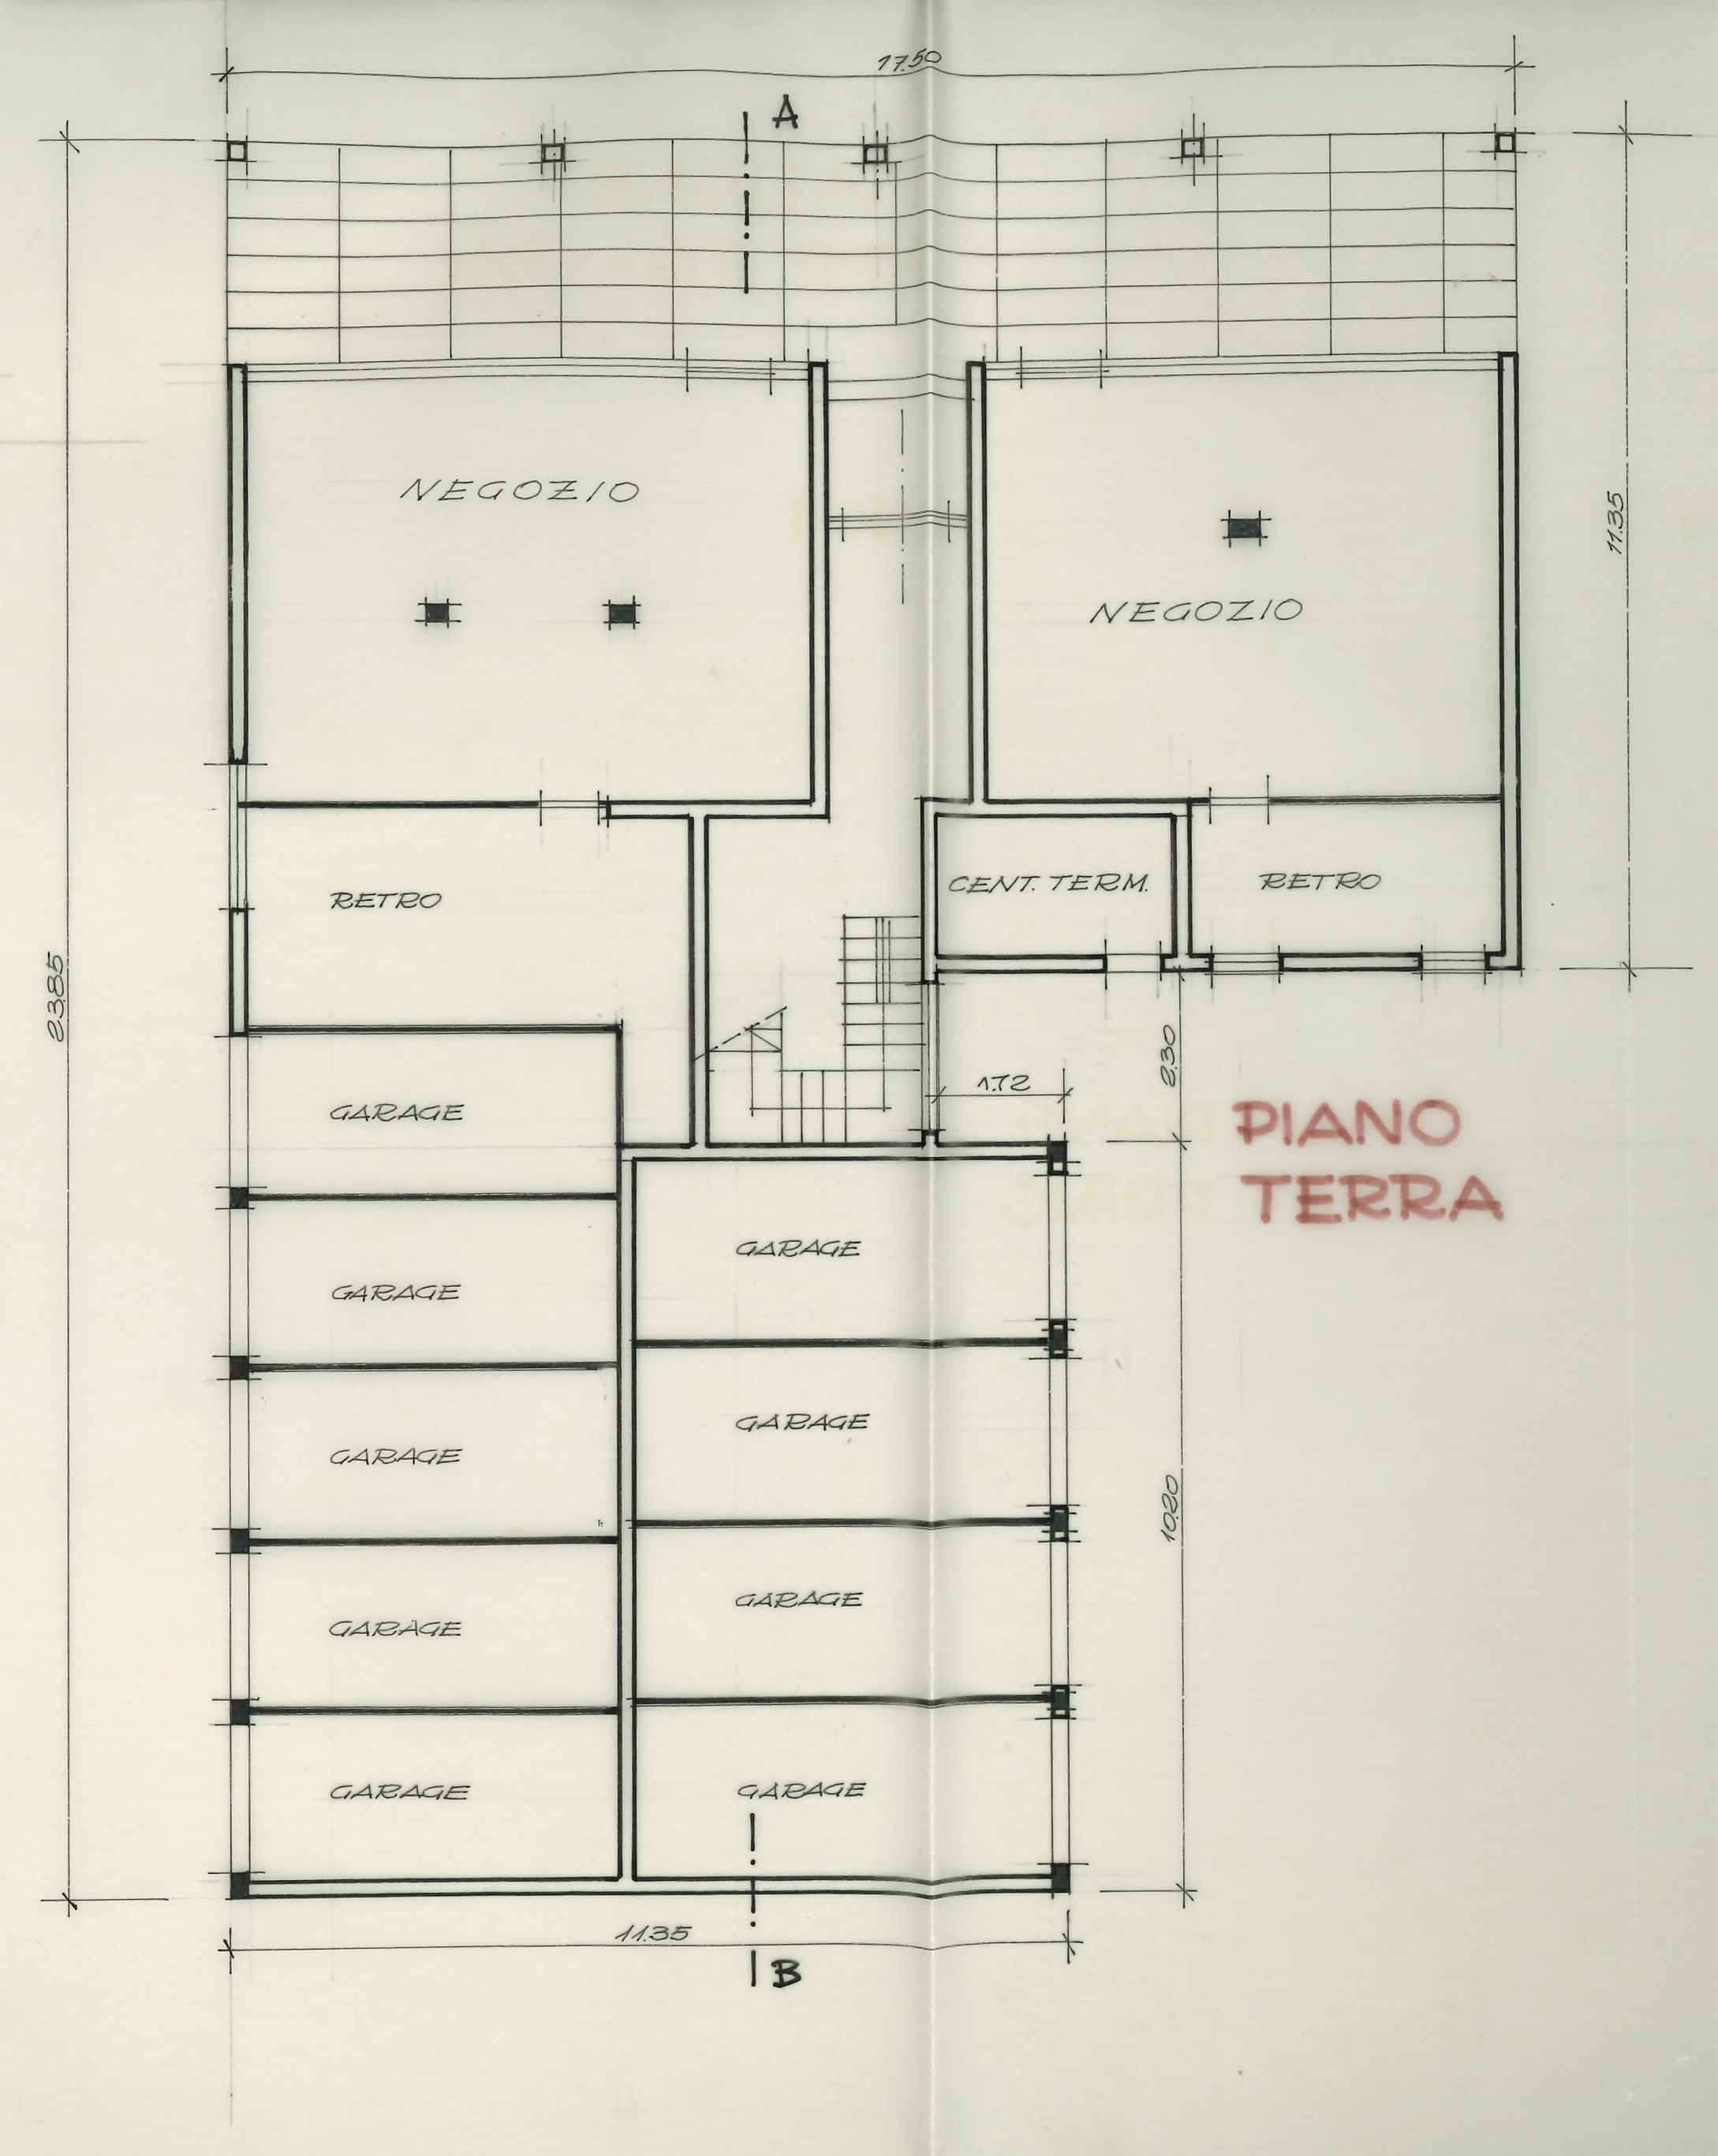 17.50
A
11.35
NEGOZIO
NEGOZIO
CENT. TERM.
RETRO
RETRO
23.85
2.30
1.72
GARAGE
PIANO
TERRA
GARAGE
GARAGE
GARAGE
GARAGE
10.20
GARAGE
GARAGE
GARAGE
GARAGE
11.35
B